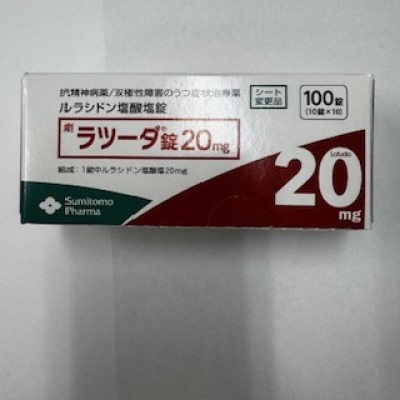 抗精神病薬/双極性障害のうつ症状治療薬
ルラシドン塩酸塩錠
シート
変更品
100錠
(10錠×10)
劇 ラツーダ®錠20mg
組成:1錠中ルラシドン塩酸塩20mg
Latuda
20
mg
Sumitomo
Pharma